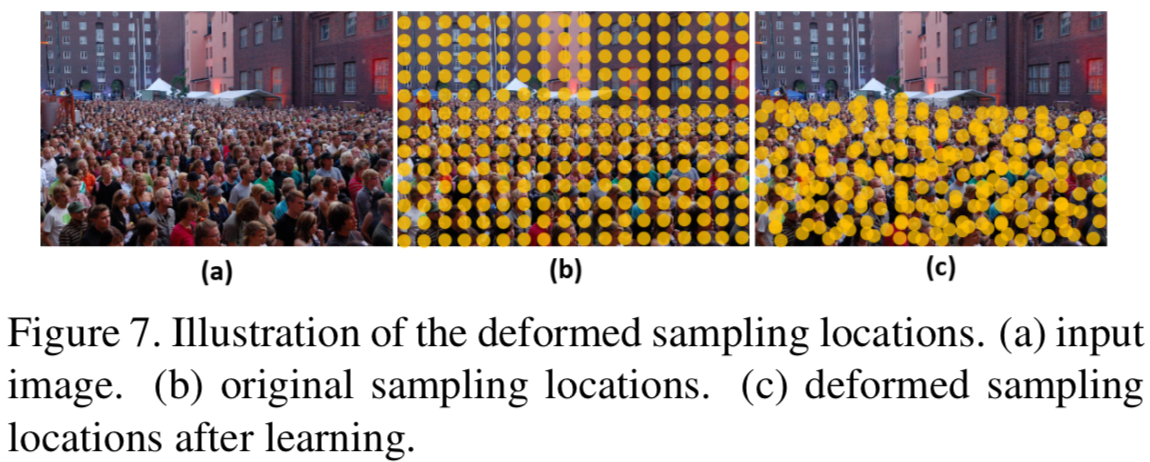 (a)
(b)
(c)
Figure 7. Illustration of the deformed sampling locations. (a) input
image. (b) original sampling locations. (c) deformed sampling
locations after learning.